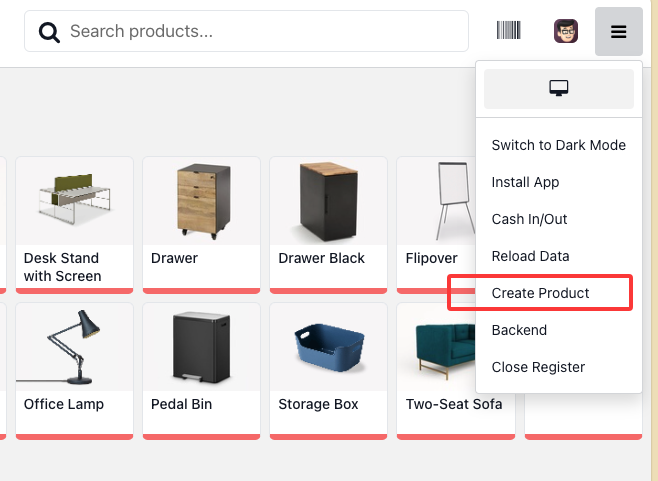 Search products...
Switch to Dark Mode
Install App
Cash In/Out
Reload Data
Create Product
Backend
Close Register
Desk Stand
with Screen
Drawer
Drawer Black
Flipover
Office Lamp
Pedal Bin
Storage Box
Two-Seat Sofa